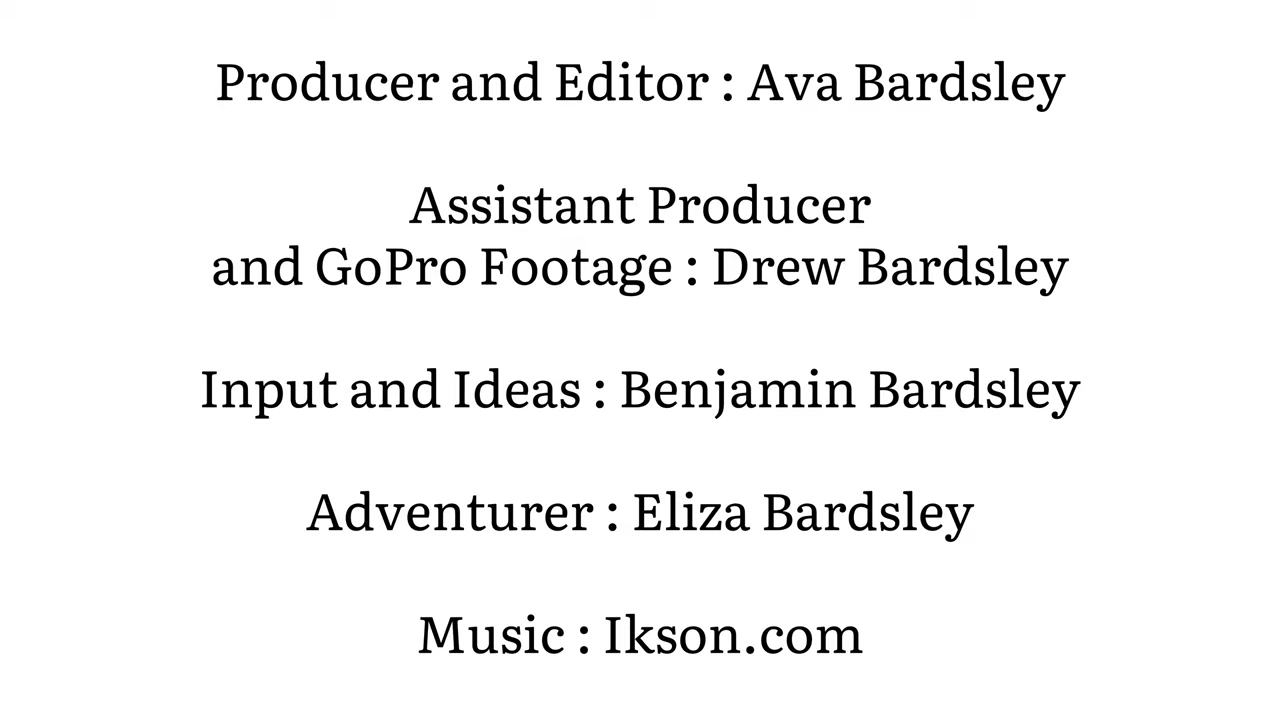 Producer and Editor : Ava Bardsley
Assistant Producer
and GoPro Footage : Drew Bardsley
Input and Ideas : Benjamin Bardsley
Adventurer : Eliza Bardsley
Music : Ikson.com